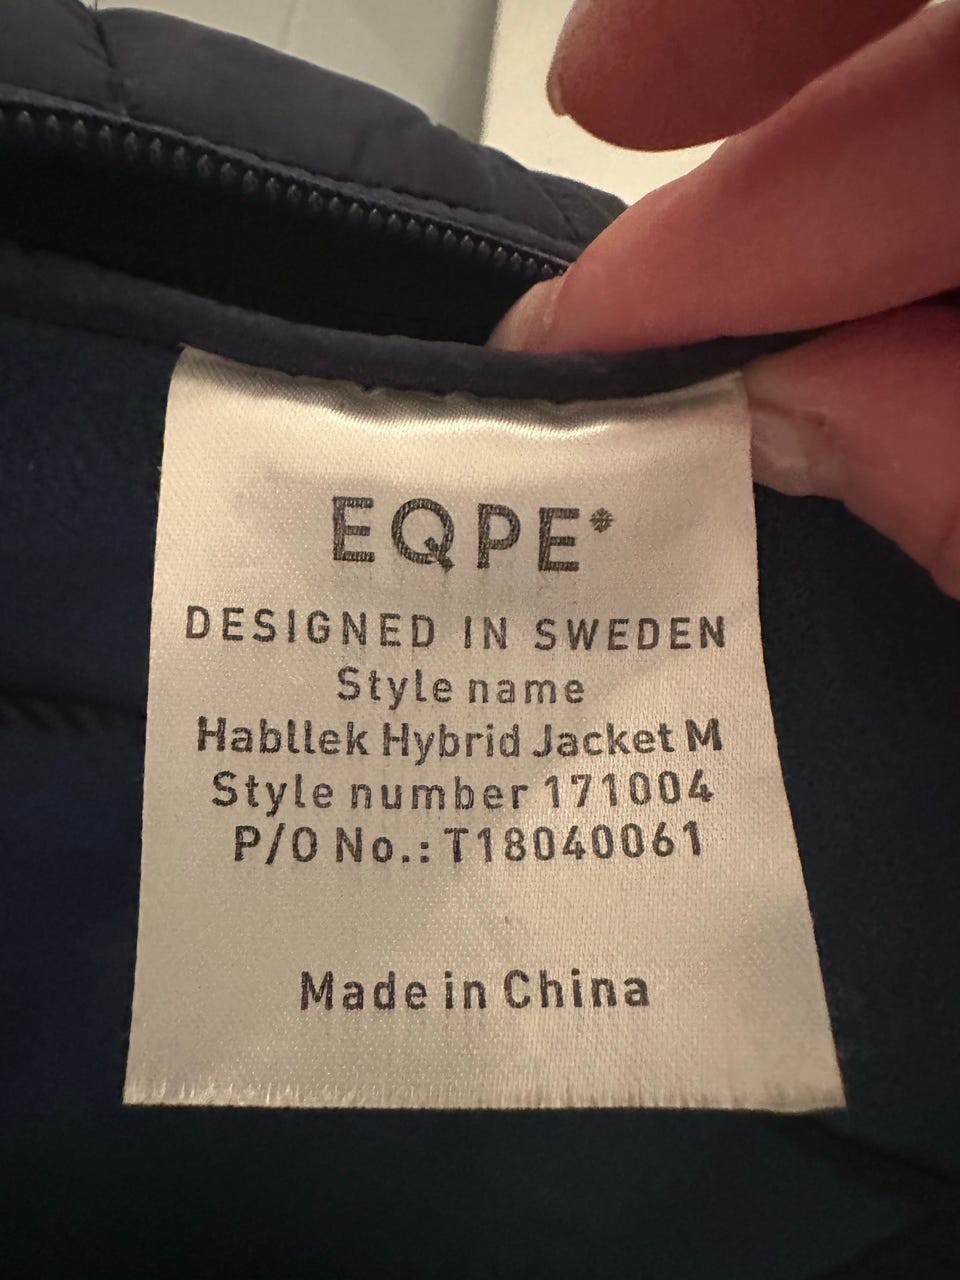 EQPE*
DESIGNED IN SWEDEN
Style name
Habllek Hybrid Jacket M
Style number 171004
P/O No.: T18040061
Made in China